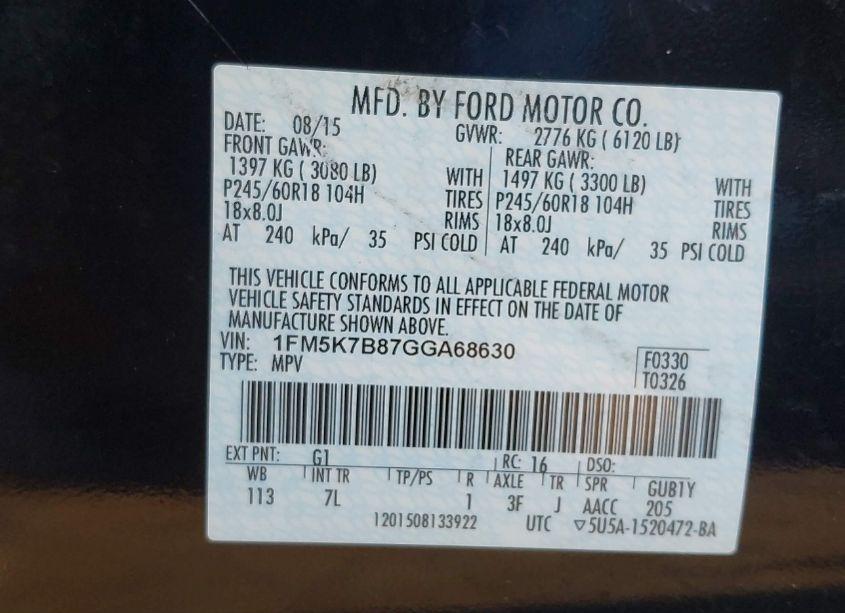 MFD. BY FORD MOTOR CO.
DATE: 08/15 GVWR: 2776 KG ( 6120 LB)
FRONT GAWR: REAR GAWR:
1397 KG ( 3080 LB) WITH 1497 KG ( 3300 LB) WITH
P245/60R18 104H TIRES P245/60R18 104H TIRES
18x8.0J RIMS 18x8.0J RIMS
AT 240 kPa/ 35 PSI COLD AT 240 kPa/ 35 PSI COLD
THIS VEHICLE CONFORMS TO ALL APPLICABLE FEDERAL MOTOR
VEHICLE SAFETY STANDARDS IN EFFECT ON THE DATE OF
MANUFACTURE SHOWN ABOVE.
VIN: 1FM5K7B87GGA68630 F0330
TYPE: MPV T0326
EXT PNT: G1 RC: 16 DSO:
WB INT TR TP/PS R AXLE TR SPR GUB1Y
113 7L 1 3F J AACC 205
1201508133922 UTC ▽5U5A-1520472-BA